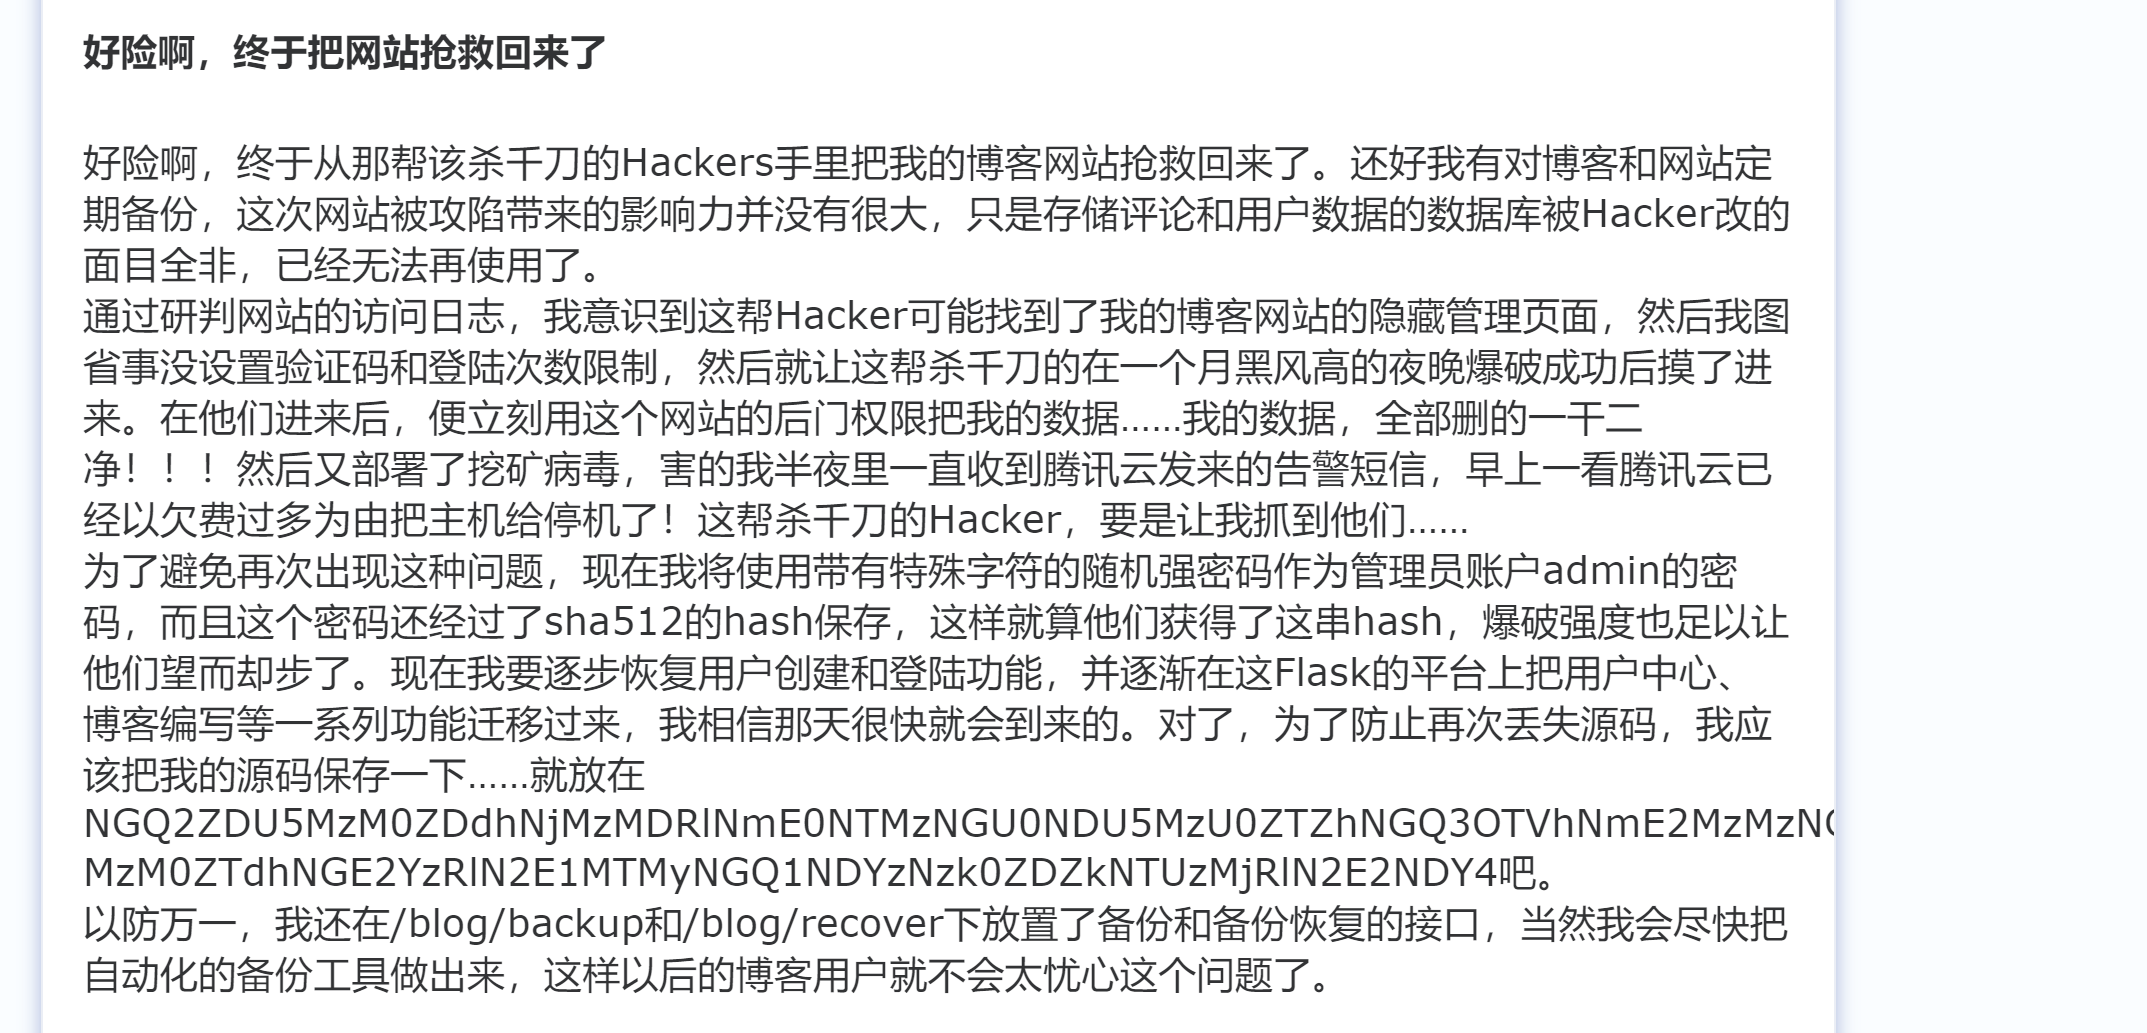 好险啊，终于把网站抢救回来了
好险啊，终于从那帮该杀千刀的Hackers手里把我的博客网站抢救回来了。还好我有对博客和网站定
期备份，这次网站被攻陷带来的影响力并没有很大，只是存储评论和用户数据的数据库被Hacker改的
面目全非，已经无法再使用了。
通过研判网站的访问日志，我意识到这帮Hacker可能找到了我的博客网站的隐藏管理页面，然后我图
省事没设置验证码和登陆次数限制，然后就让这帮杀千刀的在一个月黑风高的夜晚爆破成功后摸了进
来。在他们进来后，便立刻用这个网站的后门权限把我的数据……我的数据，全部删的一干二
净！！！然后又部署了挖矿病毒，害的我半夜里一直收到腾讯云发来的告警短信，早上一看腾讯云已
经以欠费过多为由把主机给停机了！这帮杀千刀的Hacker，要是让我抓到他们……
为了避免再次出现这种问题，现在我将使用带有特殊字符的随机强密码作为管理员账户admin的密
码，而且这个密码还经过了sha512的hash保存，这样就算他们获得了这串hash，爆破强度也足以让
他们望而却步了。现在我要逐步恢复用户创建和登陆功能，并逐渐在这Flask的平台上把用户中心、
博客编写等一系列功能迁移过来，我相信那天很快就会到来的。对了，为了防止再次丢失源码，我应
该把我的源码保存一下……就放在
NGQ2ZDU5MzM0ZDdhNjMzMDRlNmE0NTMzNGU0NDU5MzU0ZTZhNGQ3OTVhNmE2MzMzN
MzM0ZTdhNGE2YzRlN2E1MTMyNGQ1NDYzNzk0ZDZkNTUzMjRlN2E2NDY4吧。
以防万一，我还在/blog/backup和/blog/recover下放置了备份和备份恢复的接口，当然我会尽快把
自动化的备份工具做出来，这样以后的博客用户就不会太忧心这个问题了。